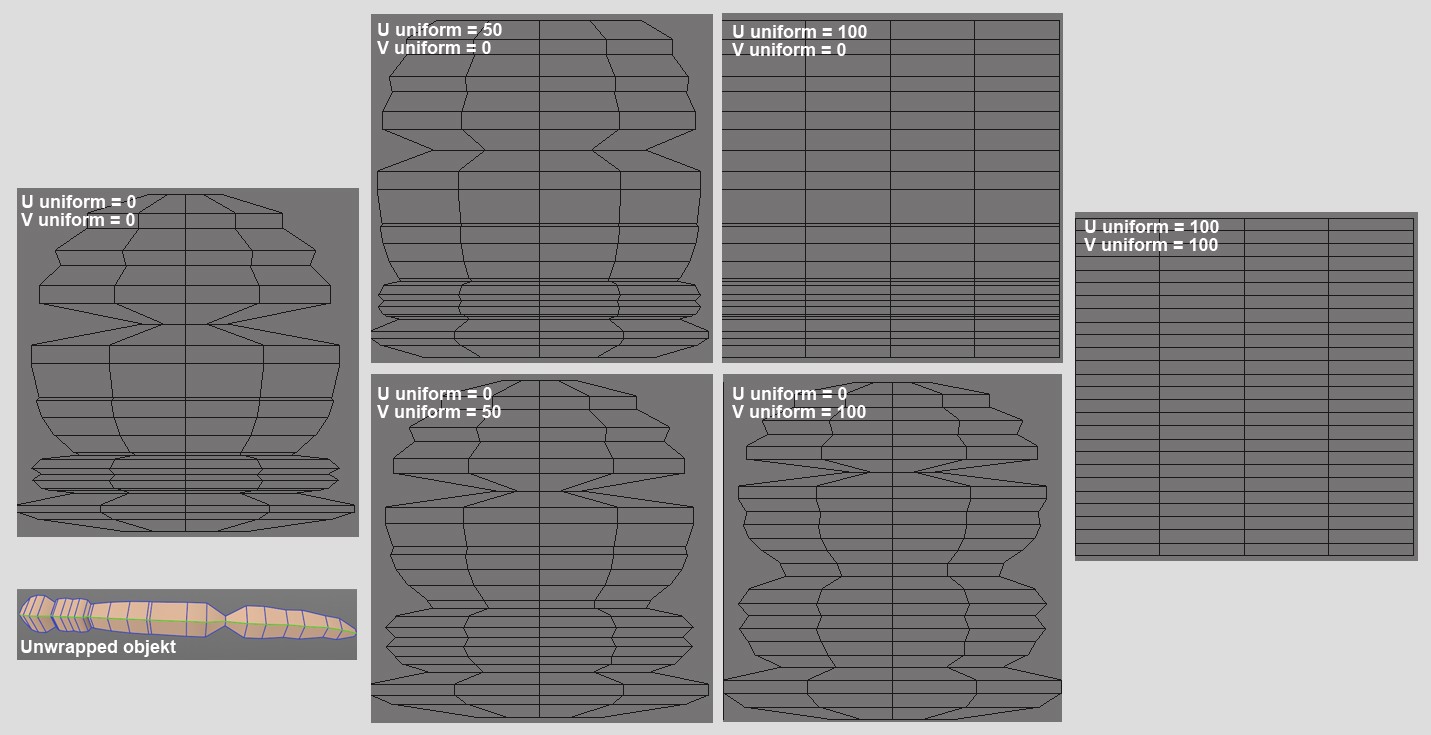 U uniform = 50
V uniform = 0
U uniform = 100
V uniform = 0
U uniform = 0
V uniform = 0
U uniform = 100
V uniform = 100
U uniform = 0
V uniform = 50
U uniform = 0
V uniform = 100
Unwrapped objekt